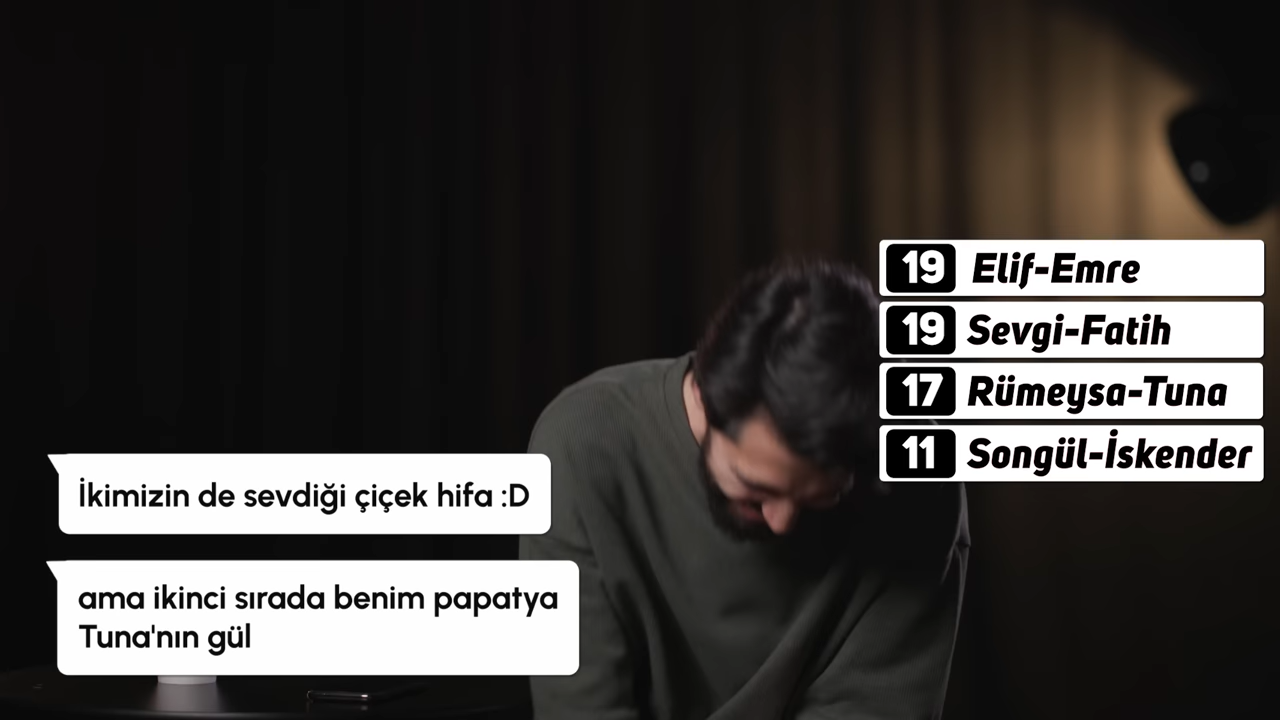 19 Elif-Emre
19 Sevgi-Fatih
17 Rümeysa-Tuna
11 Songül-İskender
İkimizin de sevdiği çiçek hifa :D
ama ikinci sırada benim papatya
Tuna'nın gül